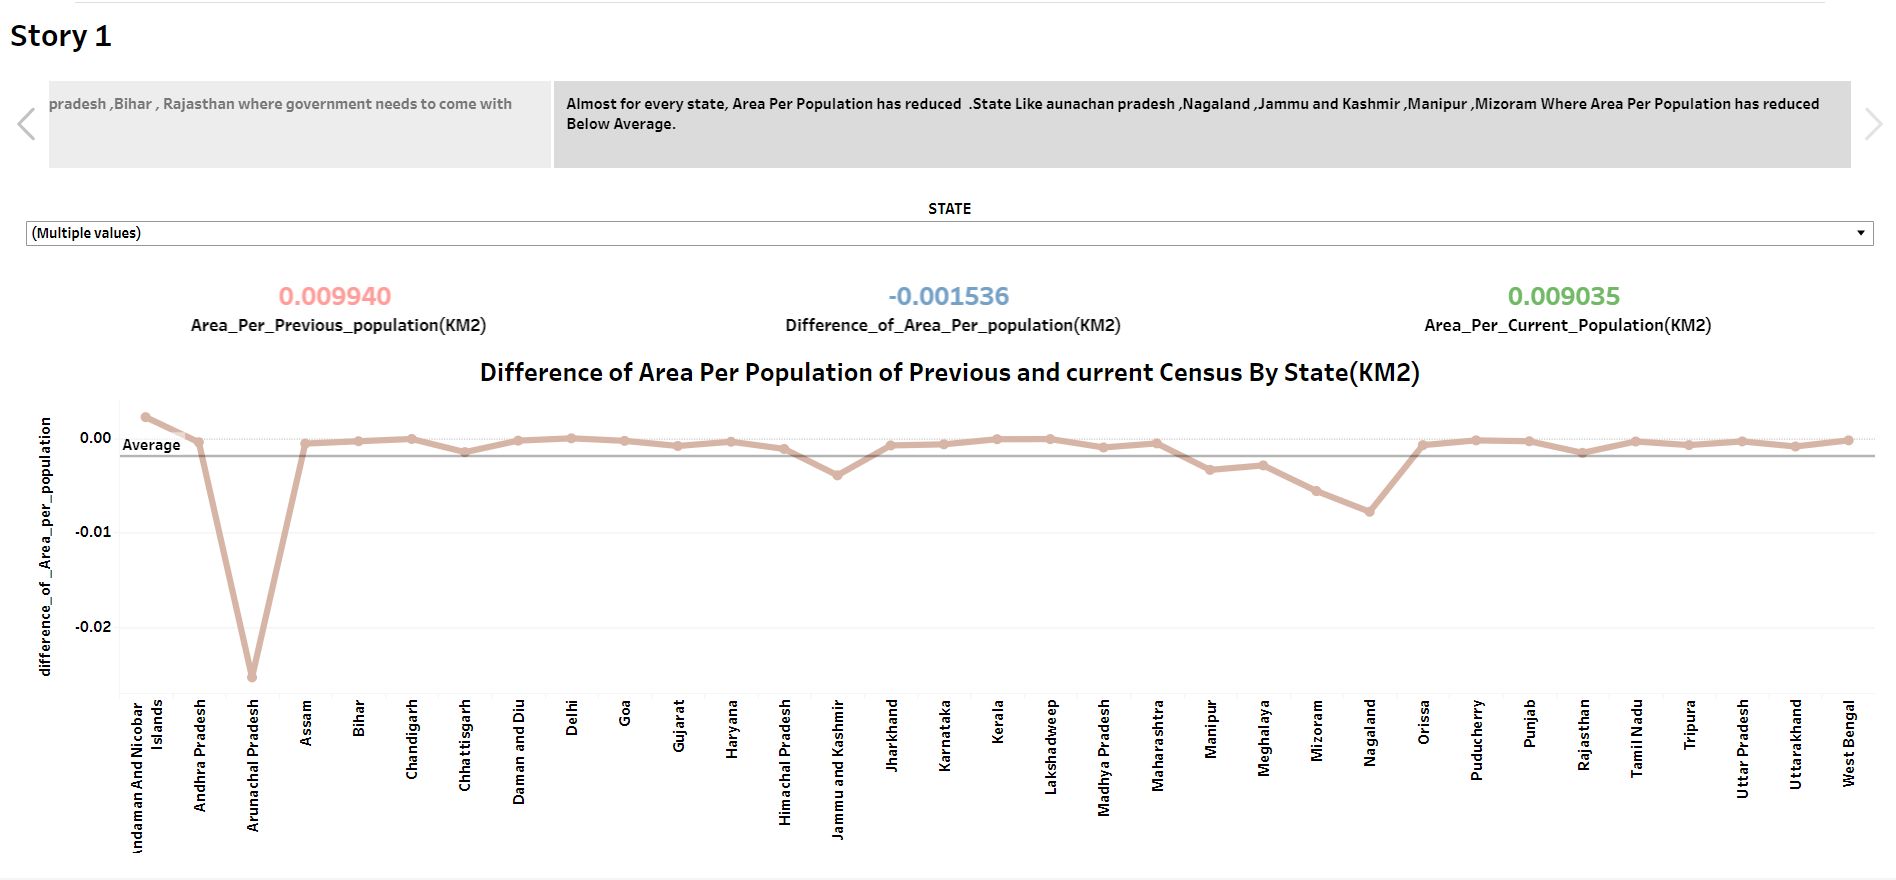 Story 1
pradesh ,Bihar , Rajasthan where government needs to come with
Almost for every state, Area Per Population has reduced .State Like aunachan pradesh ,Nagaland ,Jammu and Kashmir ,Manipur ,Mizoram Where Area Per Population has reduced
Below Average.
STATE
(Multiple values)
0.009940
Area_Per_Previous_population(KM2)
-0.001536
Difference_of_Area_Per_population(KM2)
0.009035
Area_Per_Current_Population(KM2)
Difference of Area Per Population of Previous and current Census By State(KM2)
difference_of _Area_per_population
0.00
Average
-0.01
-0.02
\ndaman And Nicobar
Islands
Andhra Pradesh
Arunachal Pradesh
Assam
Bihar
Chandigarh
Chhattisgarh
Daman and Diu
Delhi
Goa
Gujarat
Haryana
Himachal Pradesh
Jammu and Kashmir
Jharkhand
Karnataka
Kerala
Lakshadweep
Madhya Pradesh
Maharashtra
Manipur
Meghalaya
Mizoram
Nagaland
Orissa
Puducherry
Punjab
Rajasthan
Tamil Nadu
Tripura
Uttar Pradesh
Uttarakhand
West Bengal